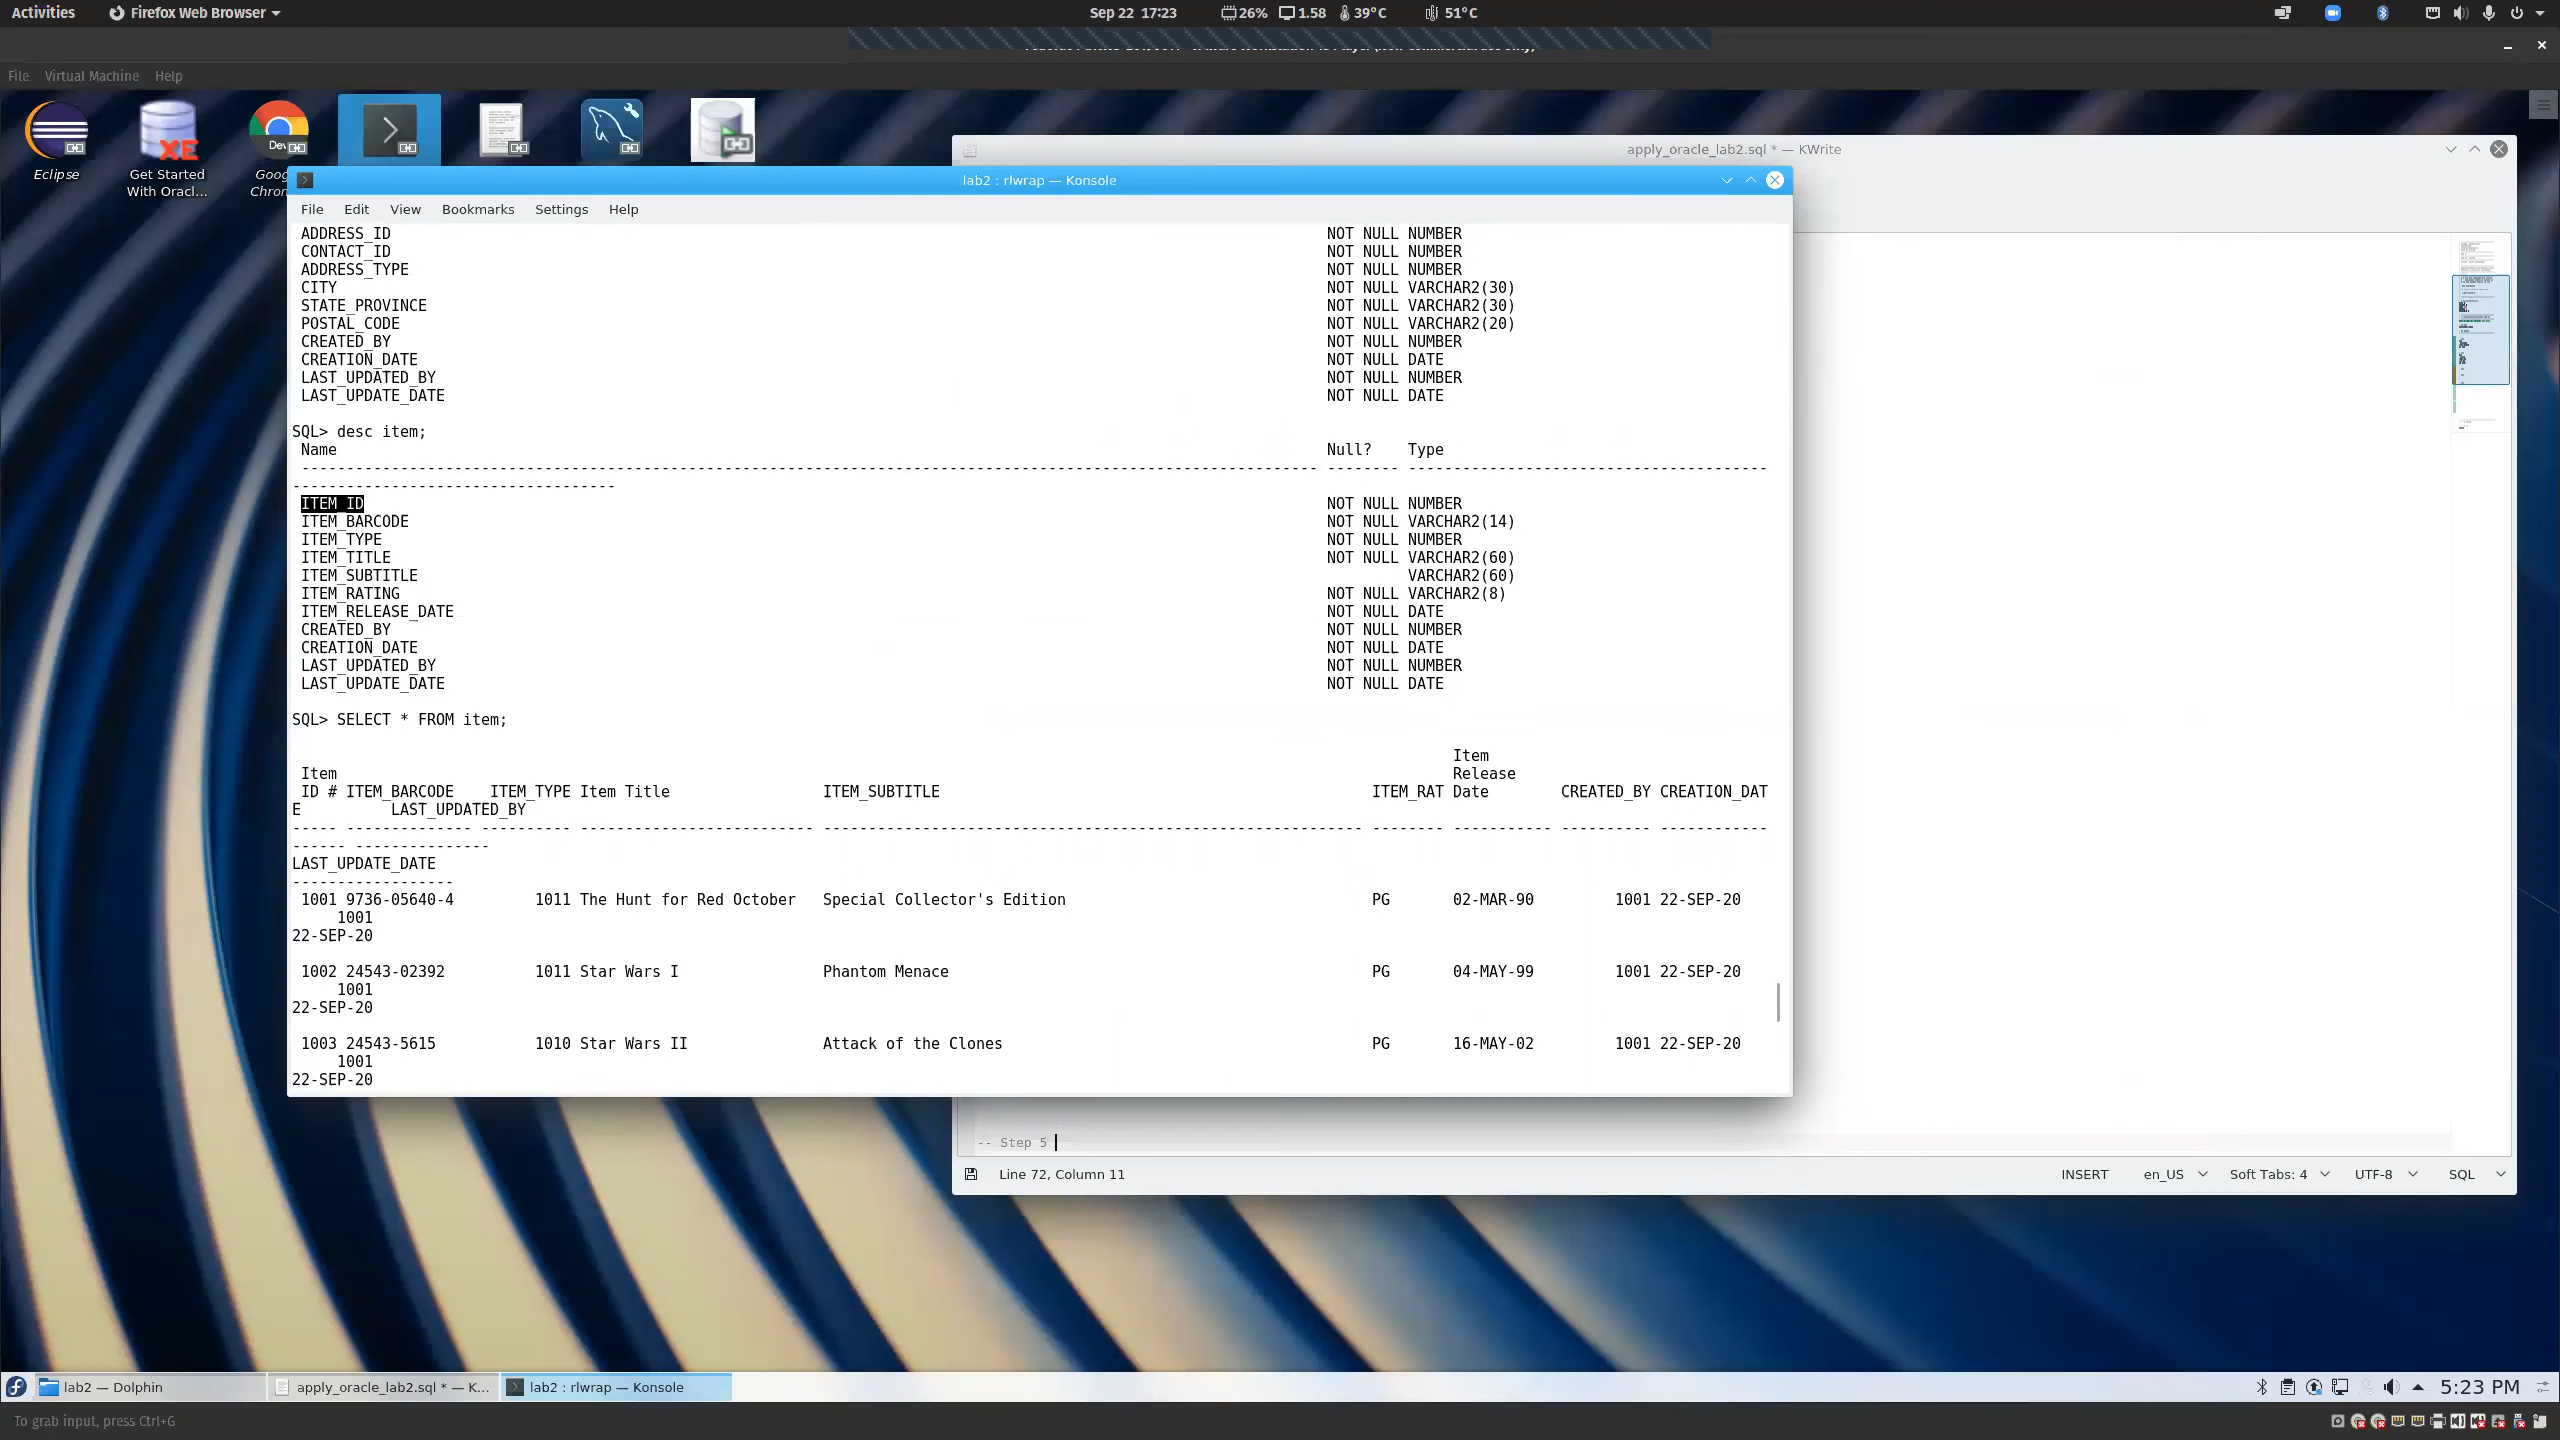 Activities Firefox Web Browser Sep 22 17:23 26% 1.58 39°C 51°C
File Virtual Machine Help
Eclipse
Get Started
With Oracl...
XE
Dev
Goog
Chron
apply_oracle_lab2.sql * — KWrite
lab2 : rlwrap — Konsole
File Edit View Bookmarks Settings Help
ADDRESS_ID NOT NULL NUMBER
CONTACT_ID NOT NULL NUMBER
ADDRESS_TYPE NOT NULL NUMBER
CITY NOT NULL VARCHAR2(30)
STATE_PROVINCE NOT NULL VARCHAR2(30)
POSTAL_CODE NOT NULL VARCHAR2(20)
CREATED_BY NOT NULL NUMBER
CREATION_DATE NOT NULL DATE
LAST_UPDATED_BY NOT NULL NUMBER
LAST_UPDATE_DATE NOT NULL DATE
SQL> desc item;
Name Null? Type
ITEM_ID NOT NULL NUMBER
ITEM_BARCODE NOT NULL VARCHAR2(14)
ITEM_TYPE NOT NULL NUMBER
ITEM_TITLE NOT NULL VARCHAR2(60)
ITEM_SUBTITLE VARCHAR2(60)
ITEM_RATING NOT NULL VARCHAR2(8)
ITEM_RELEASE_DATE NOT NULL DATE
CREATED_BY NOT NULL NUMBER
CREATION_DATE NOT NULL DATE
LAST_UPDATED_BY NOT NULL NUMBER
LAST_UPDATE_DATE NOT NULL DATE
SQL> SELECT * FROM item;
Item
Item Release
ID # ITEM_BARCODE ITEM_TYPE Item Title ITEM_SUBTITLE ITEM_RAT Date CREATED_BY CREATION_DAT
E LAST_UPDATED_BY
LAST_UPDATE_DATE
1001 9736-05640-4 1011 The Hunt for Red October Special Collector's Edition PG 02-MAR-90 1001 22-SEP-20
1001
22-SEP-20
1002 24543-02392 1011 Star Wars I Phantom Menace PG 04-MAY-99 1001 22-SEP-20
1001
22-SEP-20
1003 24543-5615 1010 Star Wars II Attack of the Clones PG 16-MAY-02 1001 22-SEP-20
1001
22-SEP-20
-- Step 5
Line 72, Column 11 INSERT en_US Soft Tabs: 4 UTF-8 SQL
lab2 — Dolphin apply_oracle_lab2.sql * — K... lab2 : rlwrap — Konsole 5:23 PM
To grab input, press Ctrl+G